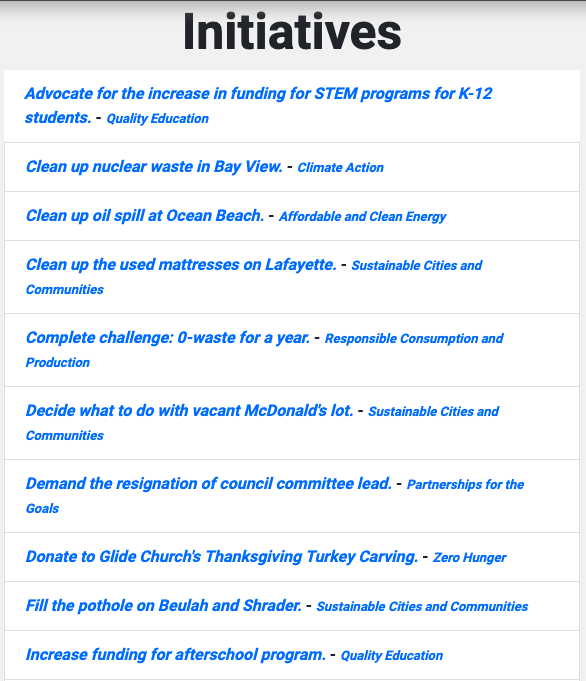 Initiatives
Advocate for the increase in funding for STEM programs for K-12
students. - Quality Education
Clean up nuclear waste in Bay View. - Climate Action
Clean up oil spill at Ocean Beach. - Affordable and Clean Energy
Clean up the used mattresses on Lafayette. - Sustainable Cities and
Communities
Complete challenge: 0-waste for a year. - Responsible Consumption and
Production
Decide what to do with vacant McDonald's lot. - Sustainable Cities and
Communities
Demand the resignation of council committee lead. - Partnerships for the
Goals
Donate to Glide Church's Thanksgiving Turkey Carving. - Zero Hunger
Fill the pothole on Beulah and Shrader. - Sustainable Cities and Communities
Increase funding for afterschool program. - Quality Education